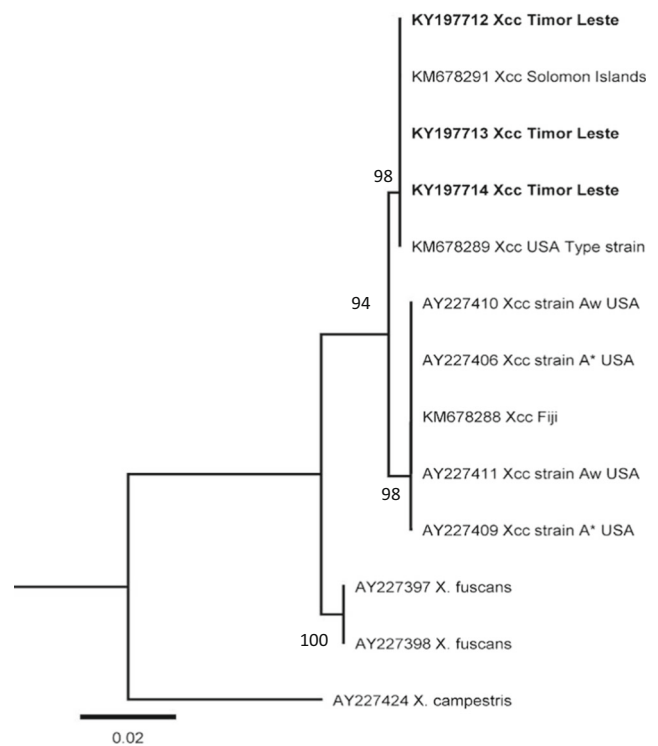 KY197712 Xcc Timor Leste
KM678291 Xcc Solomon Islands
KY197713 Xcc Timor Leste
98
KY197714 Xcc Timor Leste
KM678289 Xcc USA Type strain
94
AY227410 Xcc strain Aw USA
AY227406 Xcc strain A* USA
KM678288 Xcc Fiji
AY227411 Xcc strain Aw USA
98
AY227409 Xcc strain A* USA
AY227397 X. fuscans
100
AY227398 X. fuscans
AY227424 X. campestris
0.02